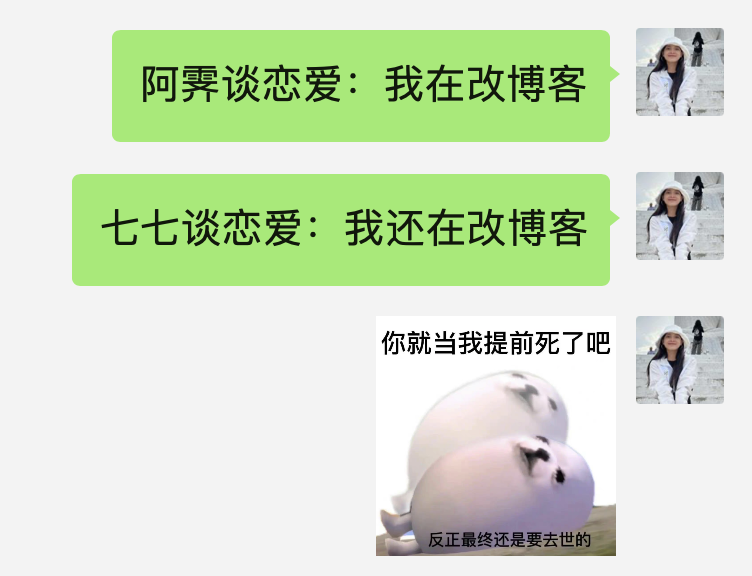 阿霁谈恋爱：我在改博客
七七谈恋爱：我还在改博客
你就当我提前死了吧
反正最终还是要去世的